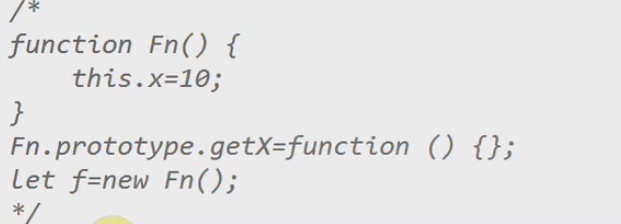 /*
function Fn() {
    this.x=10;
}
Fn.prototype.getX=function () {};
let f=new Fn();
*/